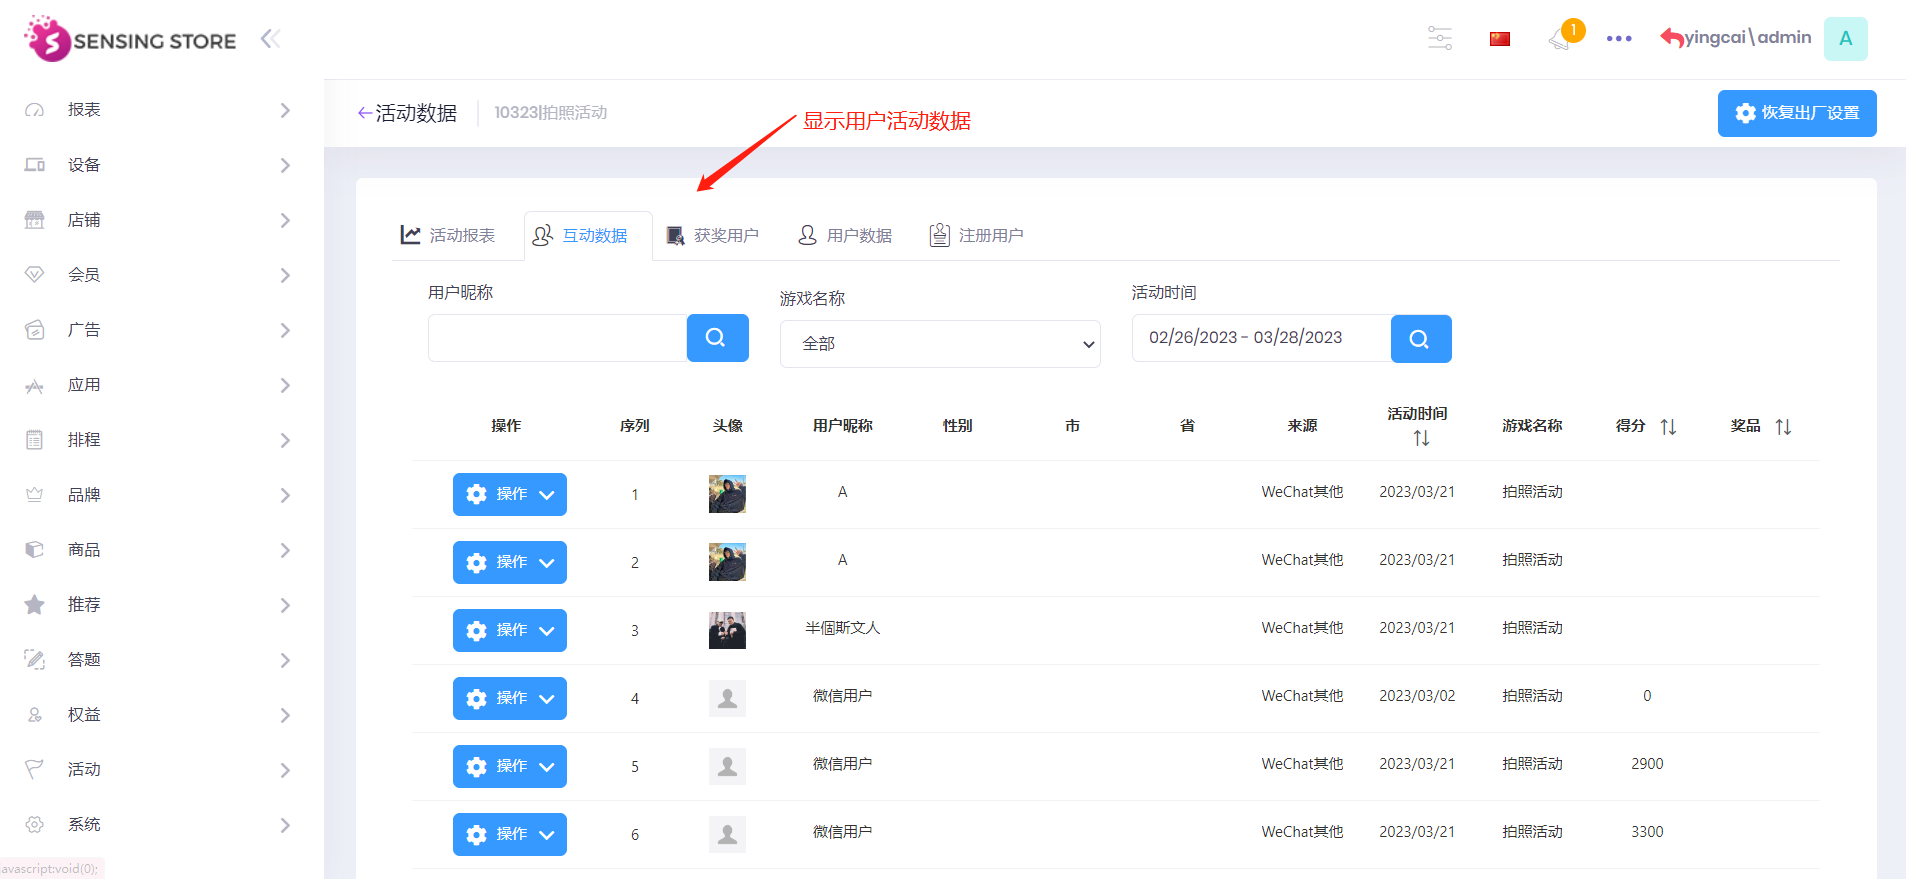 SENSING STORE
1
yingcai\admin
A
报表
设备
店铺
会员
广告
应用
排程
品牌
商品
推荐
答题
权益
活动
系统
avascript:void(0);
活动数据
10323|拍照活动
显示用户活动数据
恢复出厂设置
活动报表
互动数据
获奖用户
用户数据
注册用户
用户昵称
游戏名称
全部
活动时间
02/26/2023 - 03/28/2023
操作 序列 头像 用户昵称 性别 市 省 来源 活动时间 游戏名称 得分 奖品
操作 1 A WeChat其他 2023/03/21 拍照活动
操作 2 A WeChat其他 2023/03/21 拍照活动
操作 3 半個斯文人 WeChat其他 2023/03/21 拍照活动
操作 4 微信用户 WeChat其他 2023/03/02 拍照活动 0
操作 5 微信用户 WeChat其他 2023/03/21 拍照活动 2900
操作 6 微信用户 WeChat其他 2023/03/21 拍照活动 3300